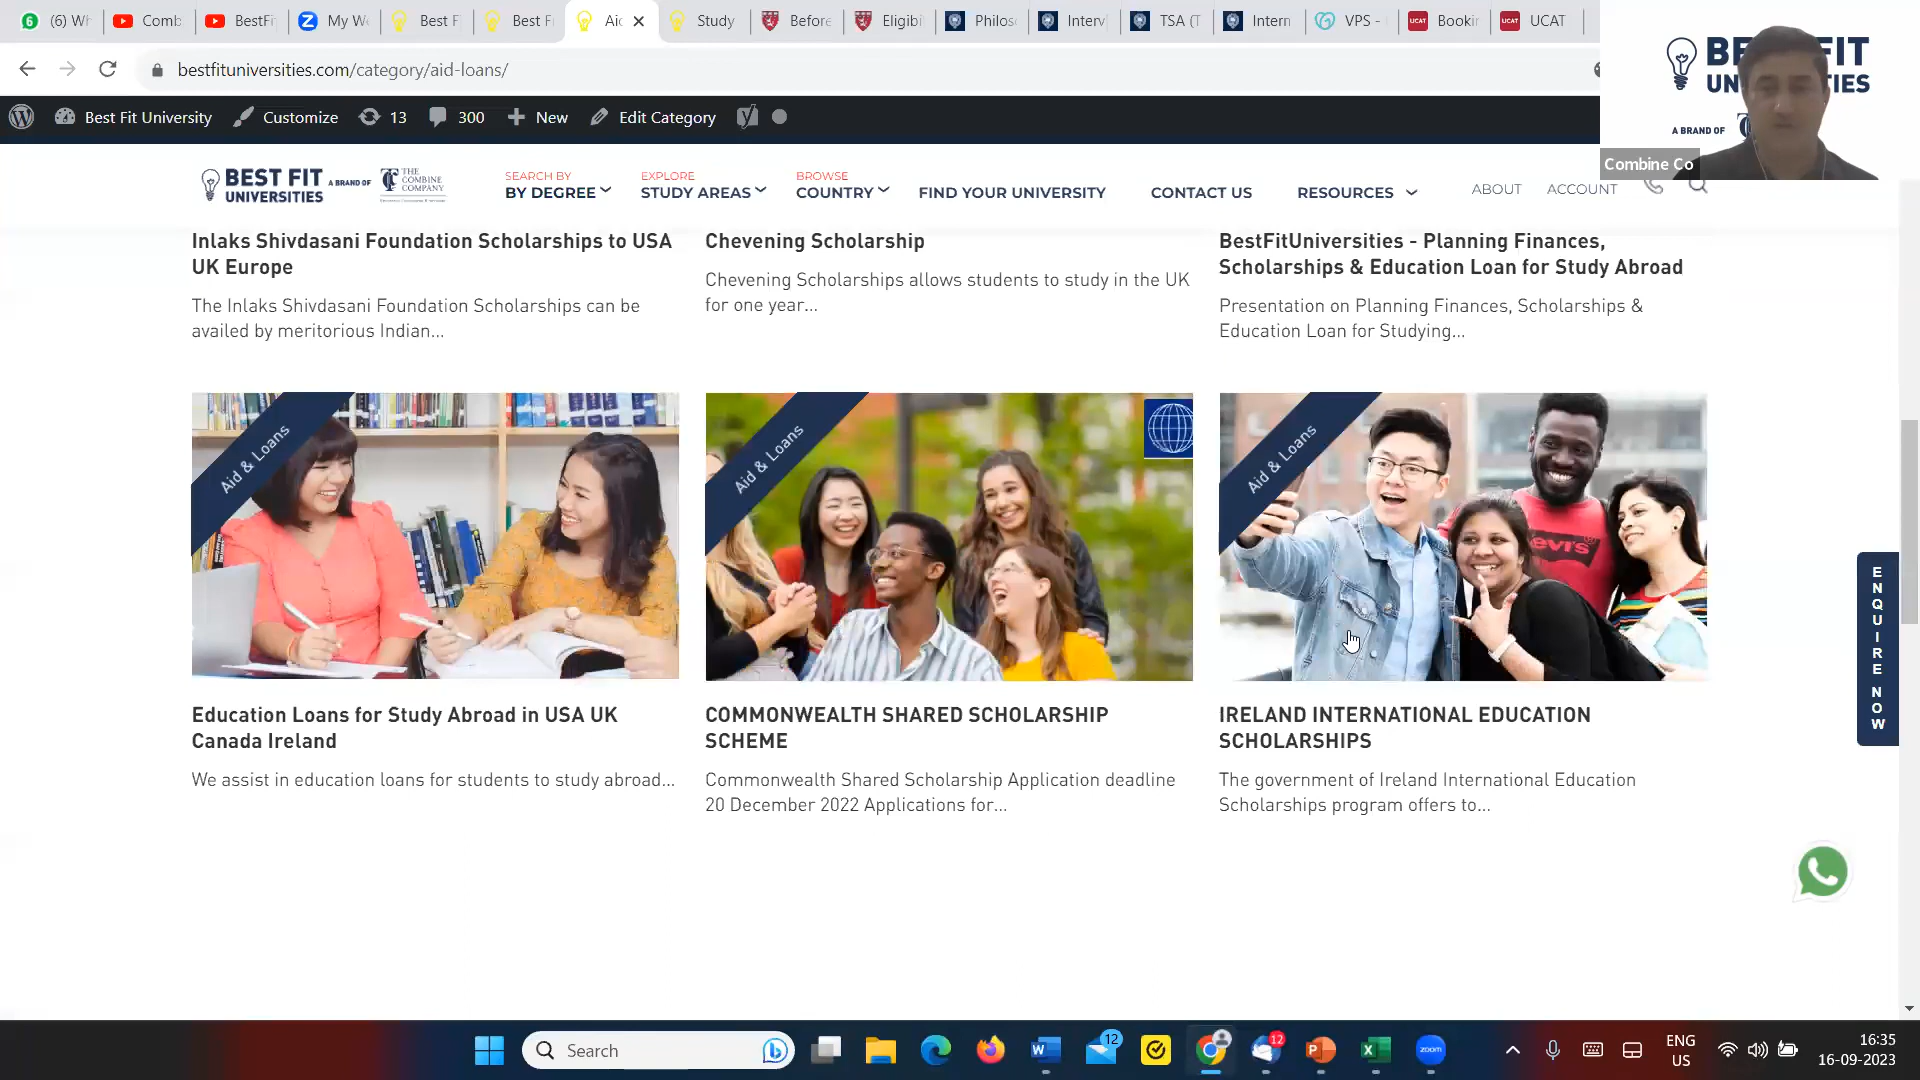 (6) Wh
Comb
BestFi
My W
Best F
Best F
Aid
Study
Before
Eligibi
Philos
Interv
TSA (T
Intern
VPS -
Bookin
UCAT
bestfituniversities.com/category/aid-loans/
Best Fit University
Customize
13
300
New
Edit Category
BEST FIT
UNIVERSITIES
A BRAND OF
THE
COMBINE
COMPANY
SEARCH BY
BY DEGREE
EXPLORE
STUDY AREAS
BROWSE
COUNTRY
FIND YOUR UNIVERSITY
CONTACT US
RESOURCES
ABOUT
ACCOUNT
A BRAND OF
Combine Co
Inlaks Shivdasani Foundation Scholarships to USA
UK Europe
The Inlaks Shivdasani Foundation Scholarships can be
availed by meritorious Indian...
Chevening Scholarship
Chevening Scholarships allows students to study in the UK
for one year...
BestFitUniversities - Planning Finances,
Scholarships & Education Loan for Study Abroad
Presentation on Planning Finances, Scholarships &
Education Loan for Studying...
Aid & Loans
Aid & Loans
Aid & Loans
Levi's
Education Loans for Study Abroad in USA UK
Canada Ireland
We assist in education loans for students to study abroad...
COMMONWEALTH SHARED SCHOLARSHIP
SCHEME
Commonwealth Shared Scholarship Application deadline
20 December 2022 Applications for...
IRELAND INTERNATIONAL EDUCATION
SCHOLARSHIPS
The government of Ireland International Education
Scholarships program offers to...
ENQUIRE NOW
Search
12
12
zoom
ENG
US
16:35
16-09-2023